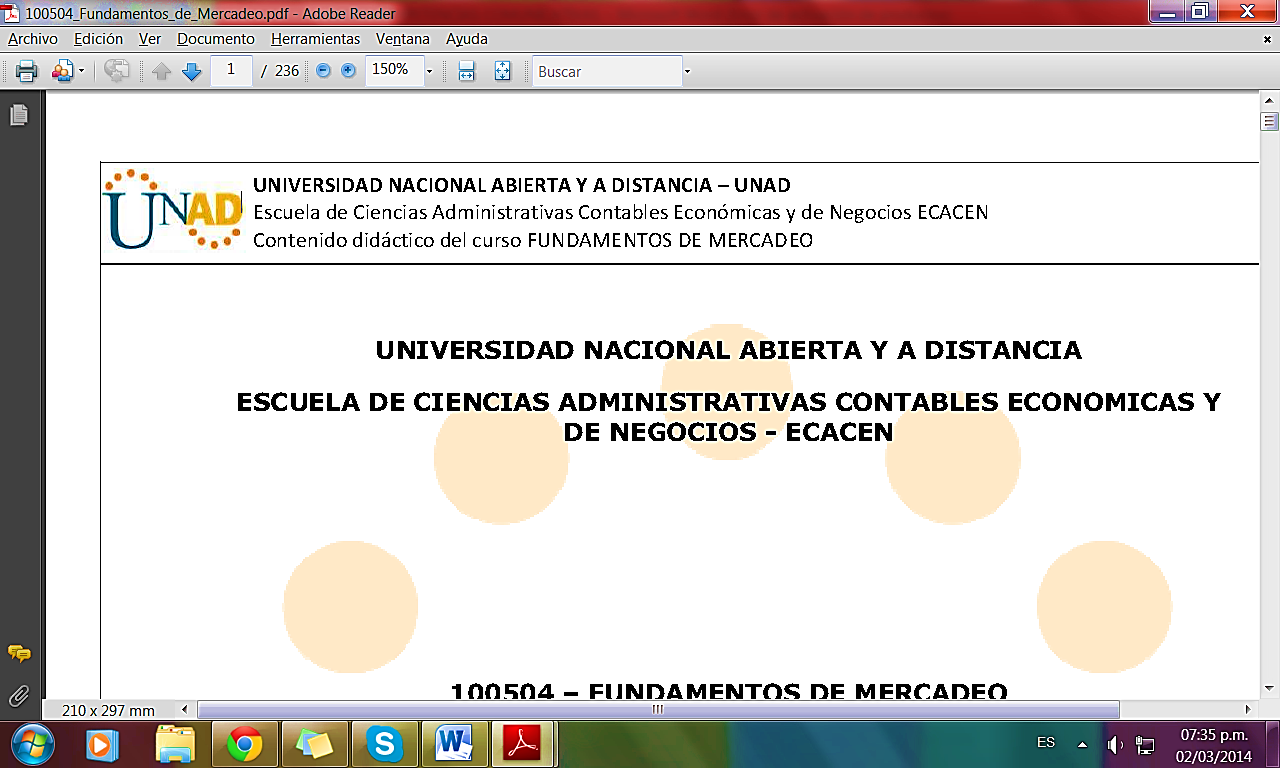 100504_Fundamentos_de_Mercadeo.pdf - Adobe Reader
Archivo Edición Ver Documento Herramientas Ventana Ayuda
1 / 236 150% Buscar
UNAD
UNIVERSIDAD NACIONAL ABIERTA Y A DISTANCIA – UNAD
Escuela de Ciencias Administrativas Contables Económicas y de Negocios ECACEN
Contenido didáctico del curso FUNDAMENTOS DE MERCADEO
UNIVERSIDAD NACIONAL ABIERTA Y A DISTANCIA
ESCUELA DE CIENCIAS ADMINISTRATIVAS CONTABLES ECONOMICAS Y
DE NEGOCIOS - ECACEN
100504 – FUNDAMENTOS DE MERCADEO
210 x 297 mm
ES
07:35 p.m.
02/03/2014